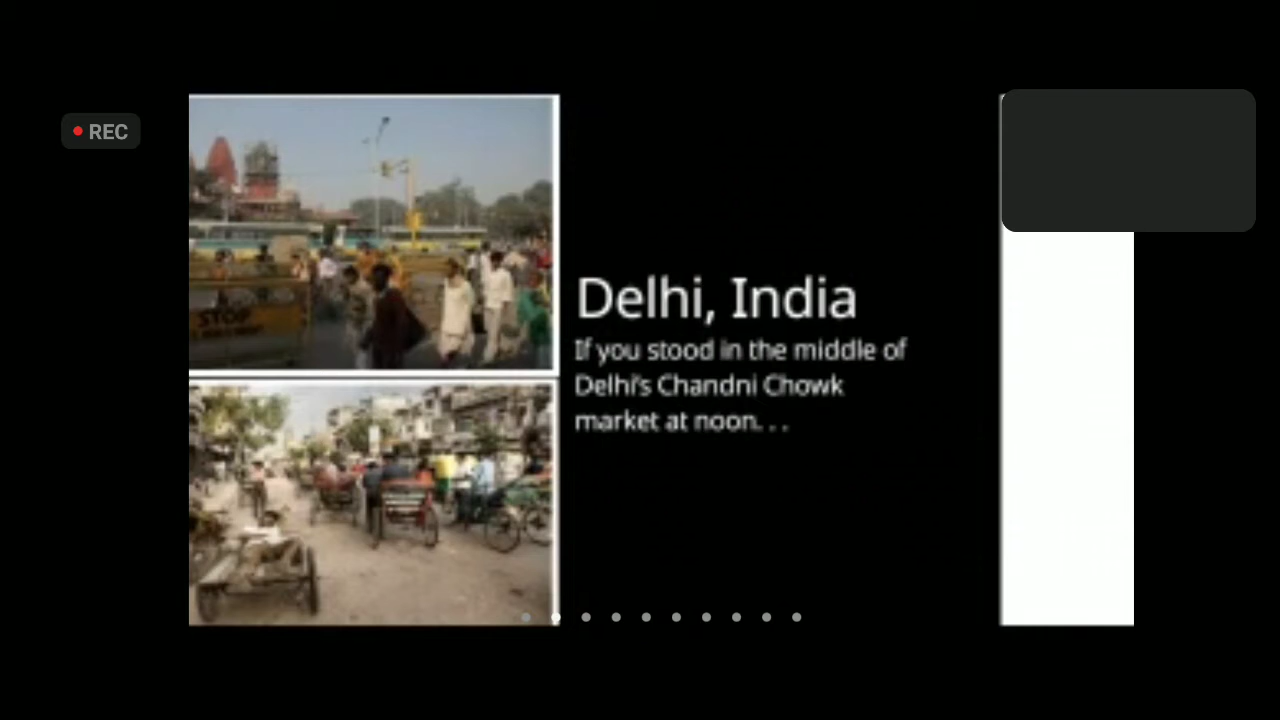 REC
STOP
Delhi, India
If you stood in the middle of
Delhi's Chandni Chowk
market at noon. . .